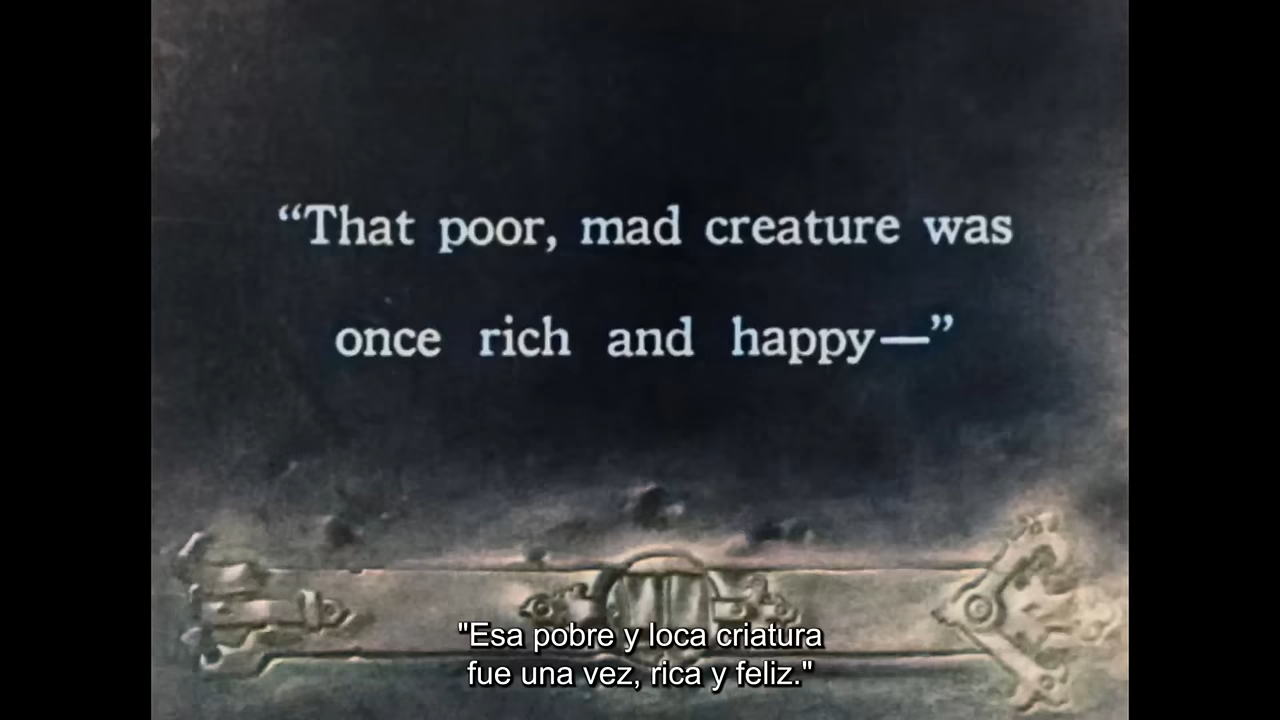 “That poor, mad creature was
once rich and happy—”
"Esa pobre y loca criatura
fue una vez, rica y feliz."